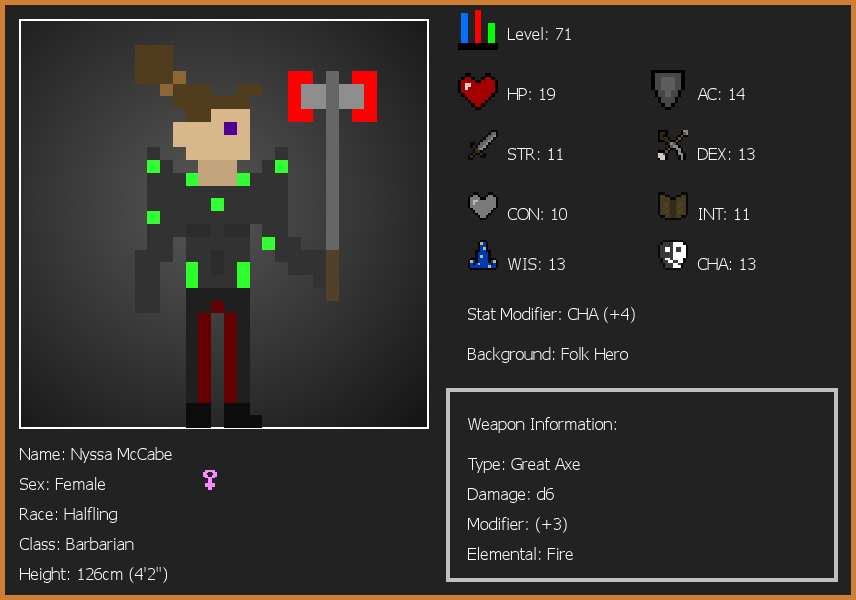 Level: 71
HP: 19
AC: 14
STR: 11
DEX: 13
CON: 10
INT: 11
WIS: 13
CHA: 13
Stat Modifier: CHA (+4)
Background: Folk Hero
Weapon Information:
Type: Great Axe
Damage: d6
Modifier: (+3)
Elemental: Fire
Name: Nyssa McCabe
Sex: Female
Race: Halfling
Class: Barbarian
Height: 126cm (4'2")